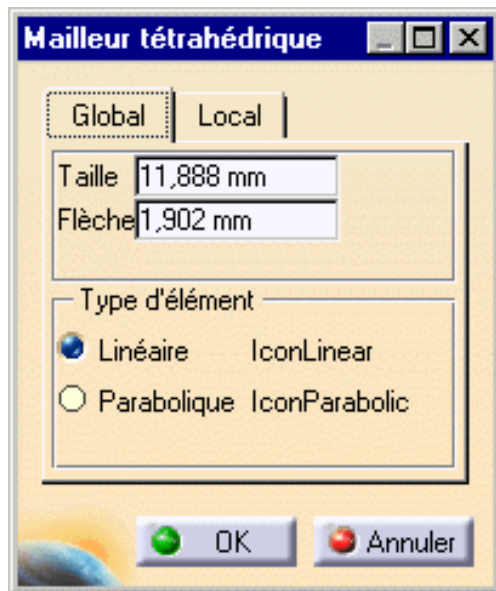 Mailleur tétrahédrique
Global Local
Taille 11,888 mm
Flèche 1,902 mm
Type d'élément
Linéaire IconLinear
Parabolique IconParabolic
OK Annuler